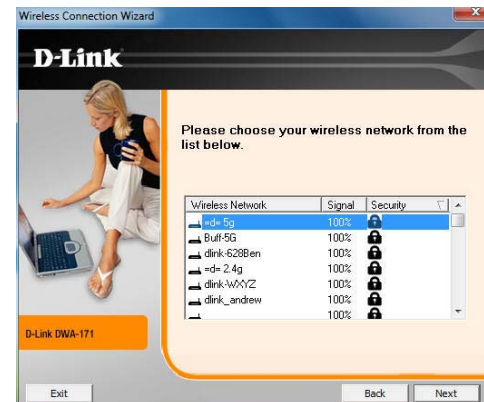 Wireless Connection Wizard
D-Link
Please choose your wireless network from the
list below.
Wireless Network Signal Security
=d= 5g 100%
Buff-5G 100%
dlink-628Ben 100%
=d= 2.4g 100%
dlink-WXYZ 100%
dlink_andrew 100%
100%
D-Link DWA-171
Exit Back Next